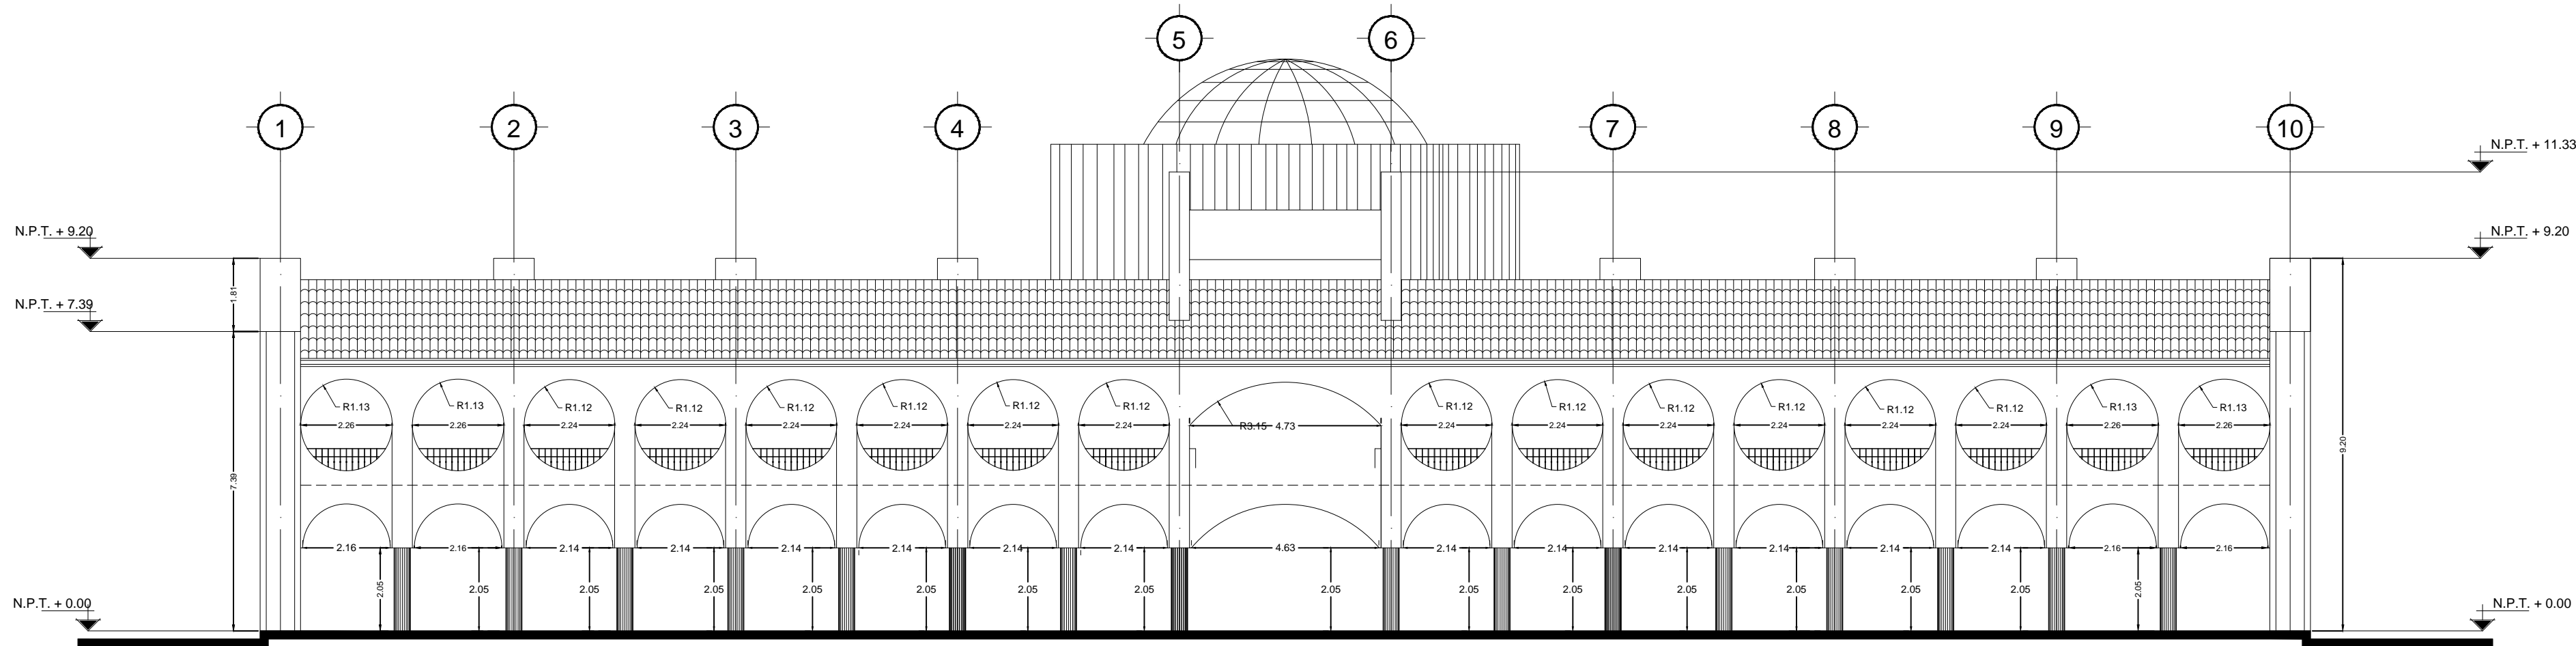 5 6
1 2 3 4 7 8 9 10
N.P.T. + 11.33
N.P.T. + 9.20 N.P.T. + 9.20
1.81
N.P.T. + 7.39
R1.13 R1.13 R1.12 R1.12 R1.12 R1.12 R1.12 R1.12 R1.12 R1.12 R1.12 R1.12 R1.12 R1.12 R1.13 R1.13
2.26 2.26 2.24 2.24 2.24 2.24 2.24 2.24 R3.15 4.73 2.24 2.24 2.24 2.24 2.24 2.24 2.26 2.26
9.20
7.39
2.16 2.16 2.14 2.14 2.14 2.14 2.14 2.14 4.63 2.14 2.14 2.14 2.14 2.14 2.14 2.16 2.16
2.05 2.05 2.05 2.05 2.05 2.05 2.05 2.05 2.05 2.05 2.05 2.05 2.05 2.05 2.05 2.05
N.P.T. + 0.00 N.P.T. + 0.00